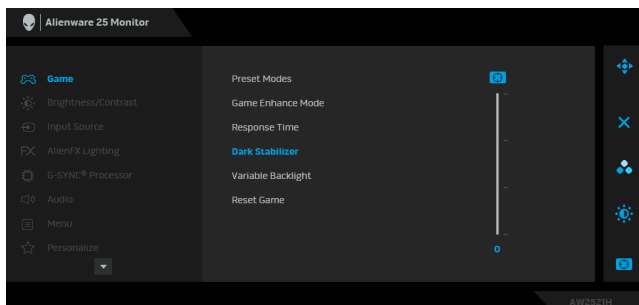 Alienware 25 Monitor
Game
Brightness/Contrast
Input Source
AlienFX Lighting
G-SYNC® Processor
Audio
Menu
Personalize
Preset Modes
Game Enhance Mode
Response Time
Dark Stabilizer
Variable Backlight
Reset Game
0
AW2521H